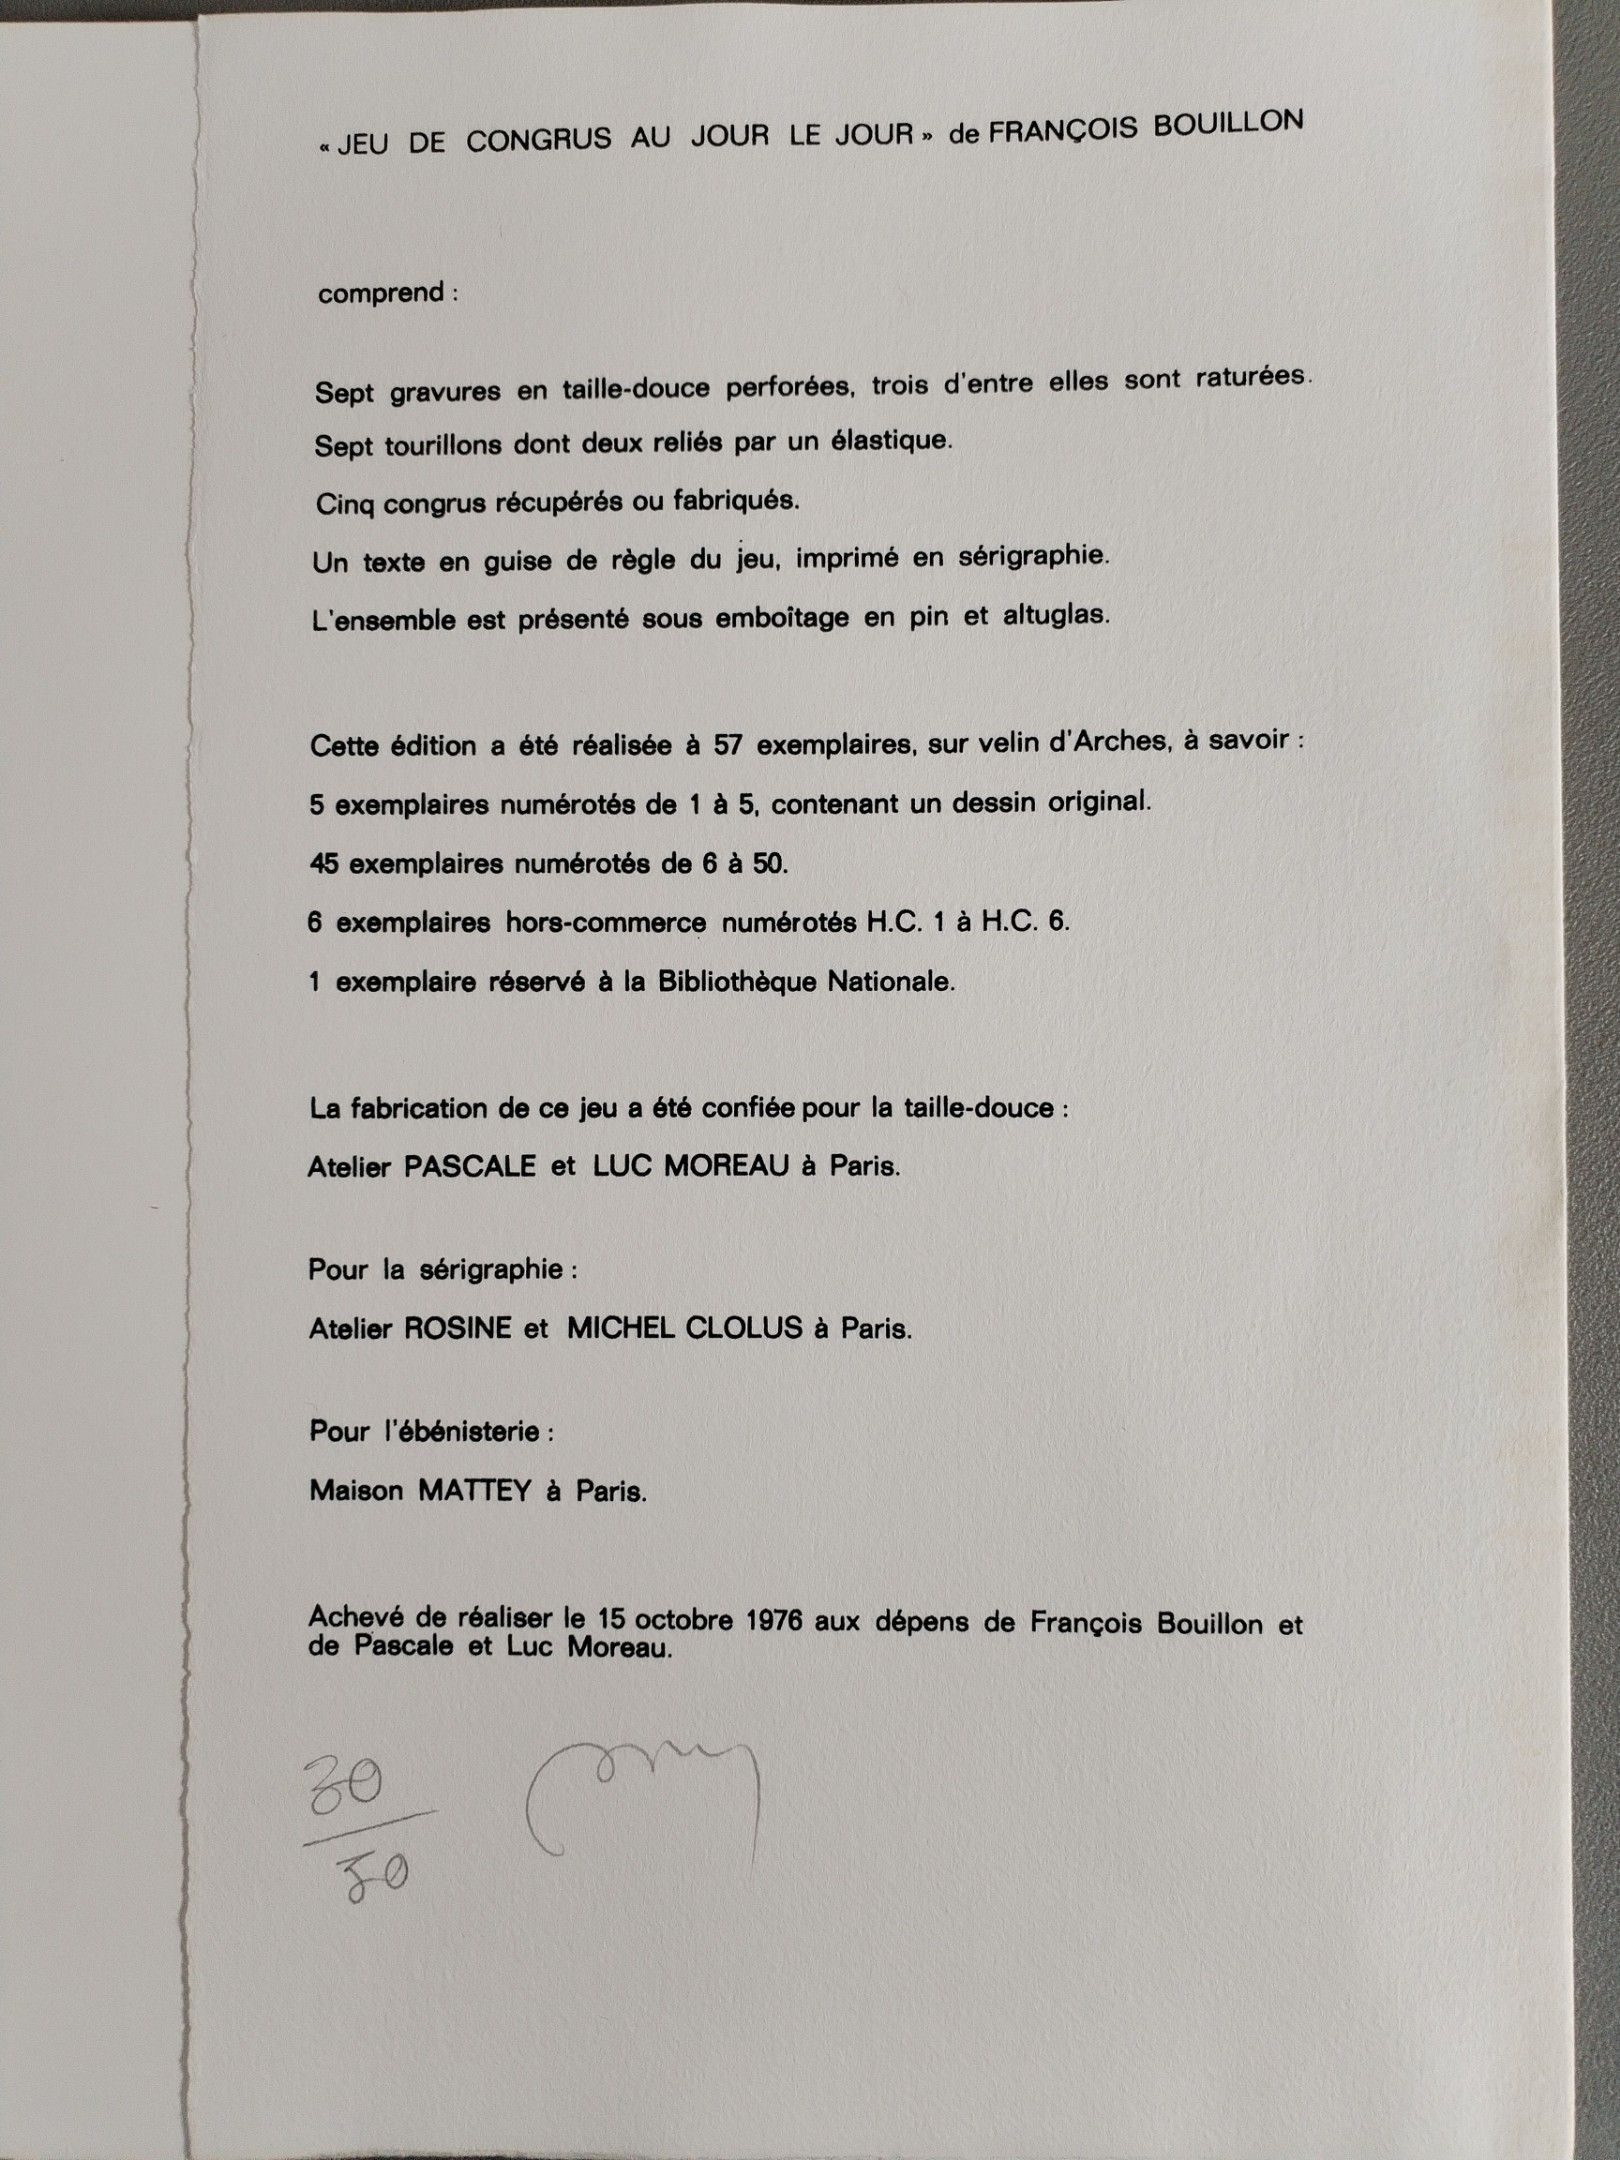 « JEU DE CONGRUS AU JOUR LE JOUR » de FRANÇOIS BOUILLON
comprend :
Sept gravures en taille-douce perforées, trois d'entre elles sont raturées.
Sept tourillons dont deux reliés par un élastique.
Cinq congrus récupérés ou fabriqués.
Un texte en guise de règle du jeu, imprimé en sérigraphie.
L'ensemble est présenté sous emboîtage en pin et altuglas.
Cette édition a été réalisée à 57 exemplaires, sur velin d'Arches, à savoir :
5 exemplaires numérotés de 1 à 5, contenant un dessin original.
45 exemplaires numérotés de 6 à 50.
6 exemplaires hors-commerce numérotés H.C. 1 à H.C. 6.
1 exemplaire réservé à la Bibliothèque Nationale.
La fabrication de ce jeu a été confiée pour la taille-douce :
Atelier PASCALE et LUC MOREAU à Paris.
Pour la sérigraphie :
Atelier ROSINE et MICHEL CLOLUS à Paris.
Pour l'ébénisterie :
Maison MATTEY à Paris.
Achevé de réaliser le 15 octobre 1976 aux dépens de François Bouillon et
de Pascale et Luc Moreau.
30
50